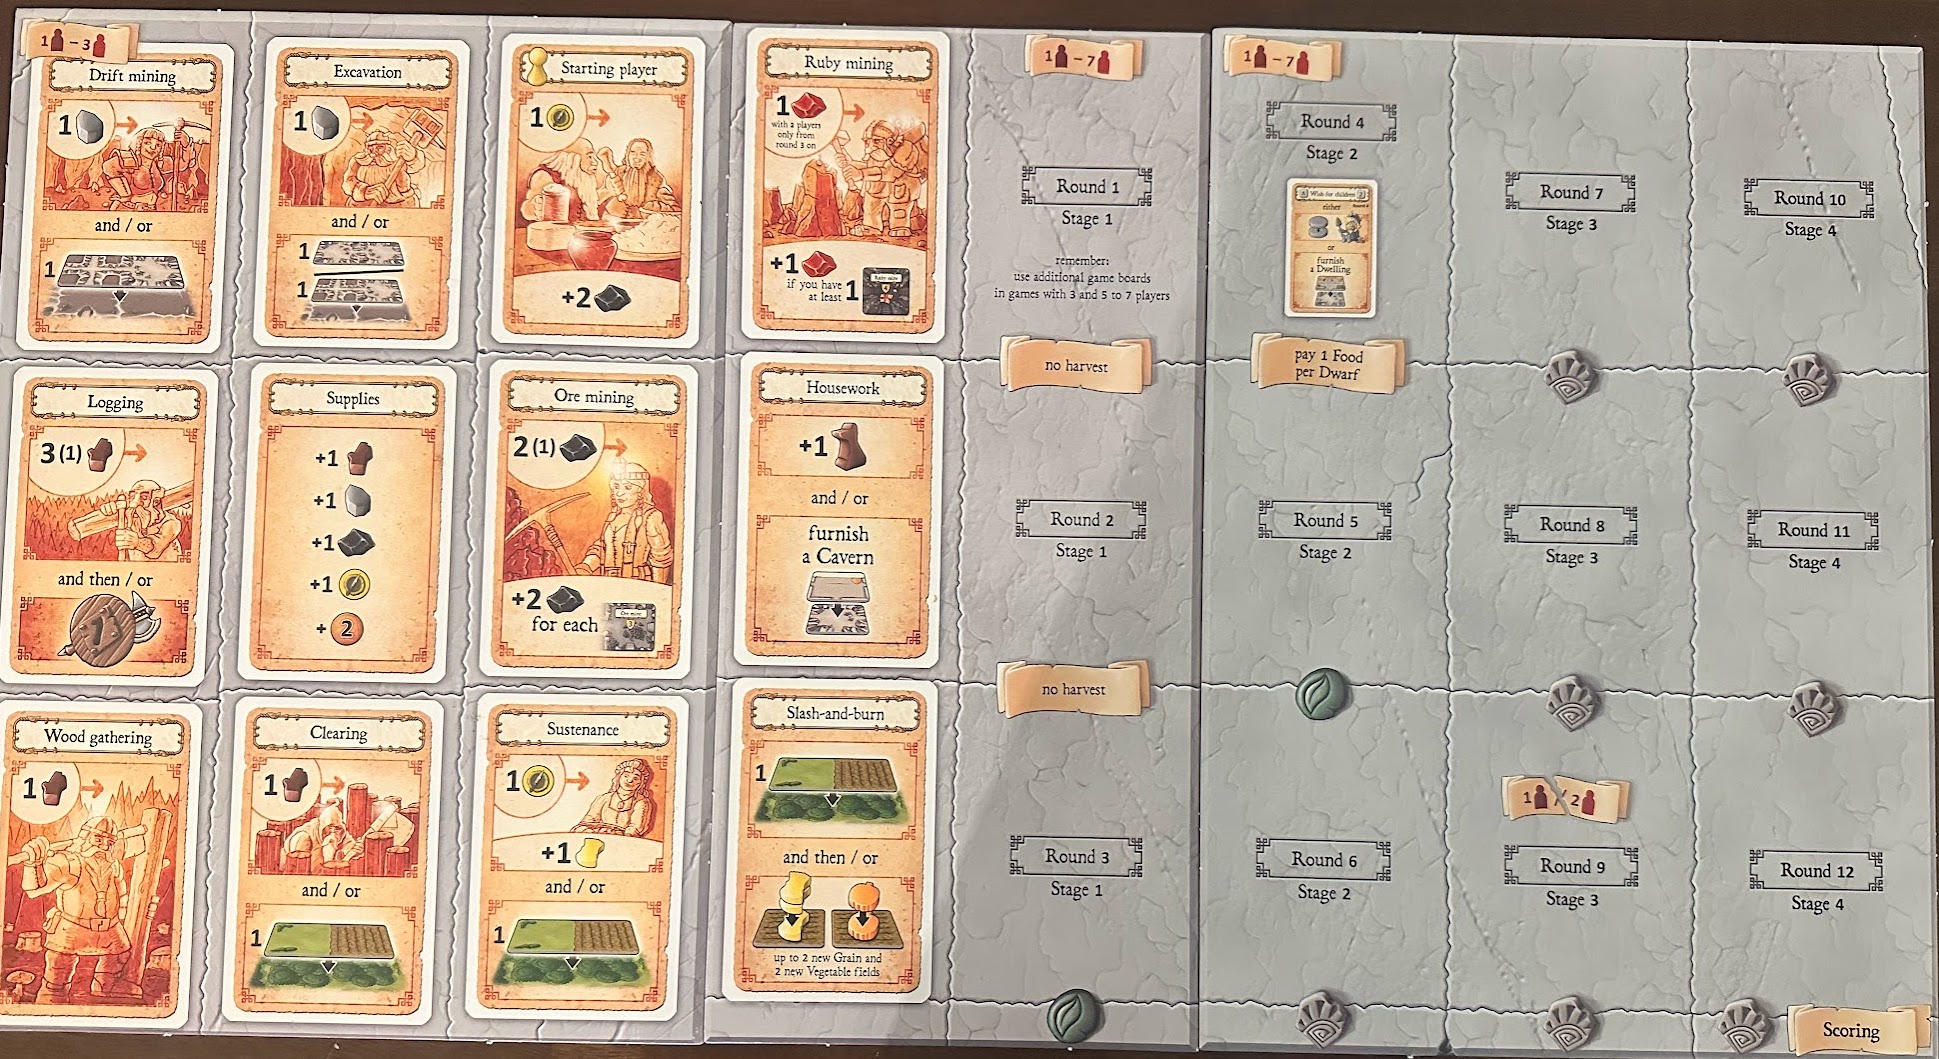 1 - 3
Drift mining
1
and / or
1
Excavation
1
and / or
1
1
Starting player
1
+2
Ruby mining
1
with 2 players
only from
round 3 on
+1
if you have
at least 1
Ruby mine
1 - 7
Round 1
Stage 1
remember:
use additional game boards
in games with 3 and 5 to 7 players
1 - 7
Round 4
Stage 2
Wish for children
either
or
furnish
a Dwelling
Round 7
Stage 3
Round 10
Stage 4
no harvest
pay 1 Food
per Dwarf
Logging
3 (1)
and then / or
1
Supplies
+1
+1
+1
+1
+ 2
Ore mining
2 (1)
+2
for each
Ore mine
3
Housework
+1
and / or
furnish
a Cavern
Round 2
Stage 1
Round 5
Stage 2
Round 8
Stage 3
Round 11
Stage 4
no harvest
Wood gathering
1
Clearing
1
and / or
1
Sustenance
1
+1
and / or
1
Slash-and-burn
1
and then / or
up to 2 new Grain and
2 new Vegetable fields
Round 3
Stage 1
Round 6
Stage 2
1 / 2
Round 9
Stage 3
Round 12
Stage 4
Scoring